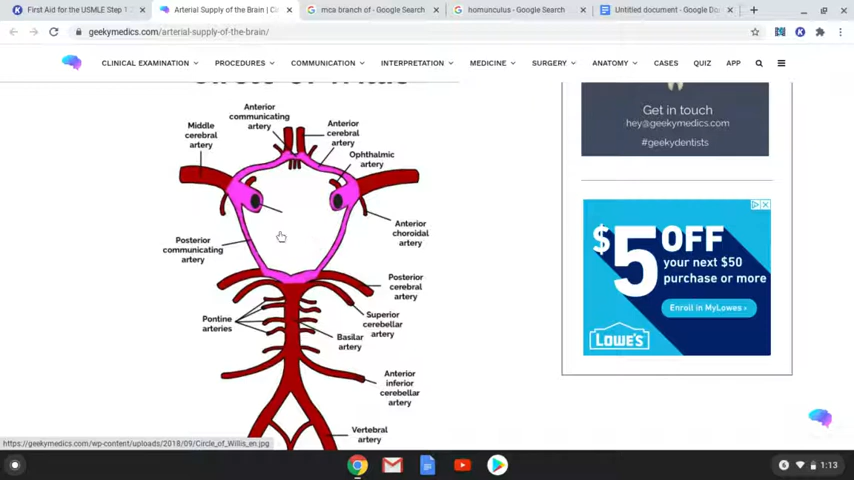 First Aid for the USMLE Step 1
Arterial Supply of the Brain | C
mca branch of - Google Search
homunculus - Google Search
Untitled document - Google Do
geekymedics.com/arterial-supply-of-the-brain/
CLINICAL EXAMINATION
PROCEDURES
COMMUNICATION
INTERPRETATION
MEDICINE
SURGERY
ANATOMY
CASES
QUIZ
APP
Circle of Willis
Anterior
communicating
artery
Anterior
cerebral
artery
Middle
cerebral
artery
Ophthalmic
artery
Anterior
choroidal
artery
Posterior
communicating
artery
Posterior
cerebral
artery
Superior
cerebellar
artery
Pontine
arteries
Basilar
artery
Anterior
inferior
cerebellar
artery
Vertebral
artery
Get in touch
hey@geekymedics.com
#geekydentists
$5 OFF
your next $50
purchase or more
Enroll in MyLowe's ›
LOWE'S
https://geekymedics.com/wp-content/uploads/2018/09/Circle_of_Willis_en.jpg
1:13